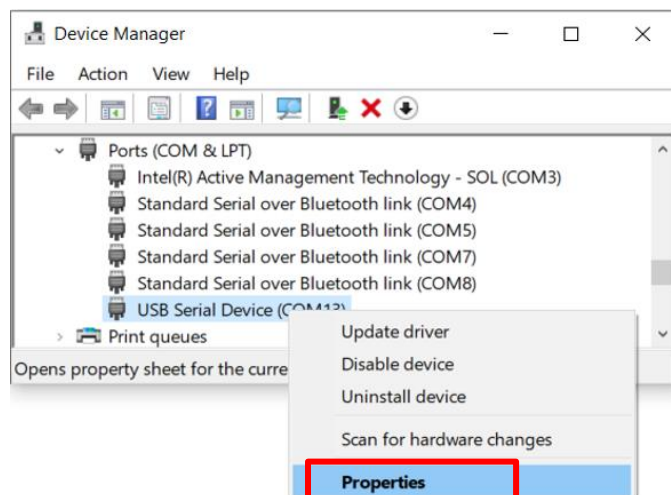 Device Manager
File Action View Help
Ports (COM & LPT)
Intel(R) Active Management Technology - SOL (COM3)
Standard Serial over Bluetooth link (COM4)
Standard Serial over Bluetooth link (COM5)
Standard Serial over Bluetooth link (COM7)
Standard Serial over Bluetooth link (COM8)
USB Serial Device (COM13)
Print queues
Opens property sheet for the curre
Update driver
Disable device
Uninstall device
Scan for hardware changes
Properties